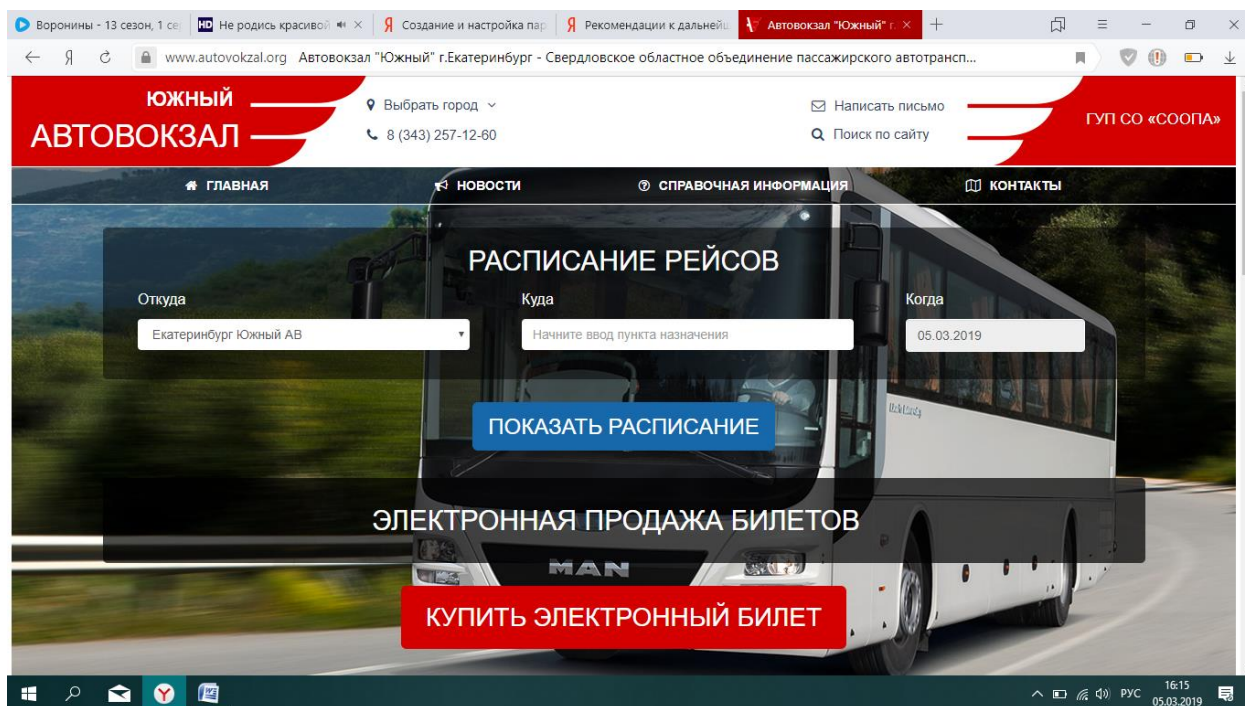 Воронины - 13 сезон, 1 се
HD Не родись красивой
Я Создание и настройка пар
Я Рекомендации к дальней
Автовокзал "Южный" г.
Я
www.autovokzal.org Автовокзал "Южный" г.Екатеринбург - Свердловское областное объединение пассажирского автотрансп...
ЮЖНЫЙ
АВТОВОКЗАЛ
Выбрать город
8 (343) 257-12-60
Написать письмо
Поиск по сайту
ГУП СО «СООПА»
ГЛАВНАЯ
НОВОСТИ
СПРАВОЧНАЯ ИНФОРМАЦИЯ
КОНТАКТЫ
РАСПИСАНИЕ РЕЙСОВ
Откуда
Куда
Когда
Екатеринбург Южный АВ
Начните ввод пункта назначения
05.03.2019
ПОКАЗАТЬ РАСПИСАНИЕ
ЭЛЕКТРОННАЯ ПРОДАЖА БИЛЕТОВ
MAN
КУПИТЬ ЭЛЕКТРОННЫЙ БИЛЕТ
РУС
16:15
05.03.2019